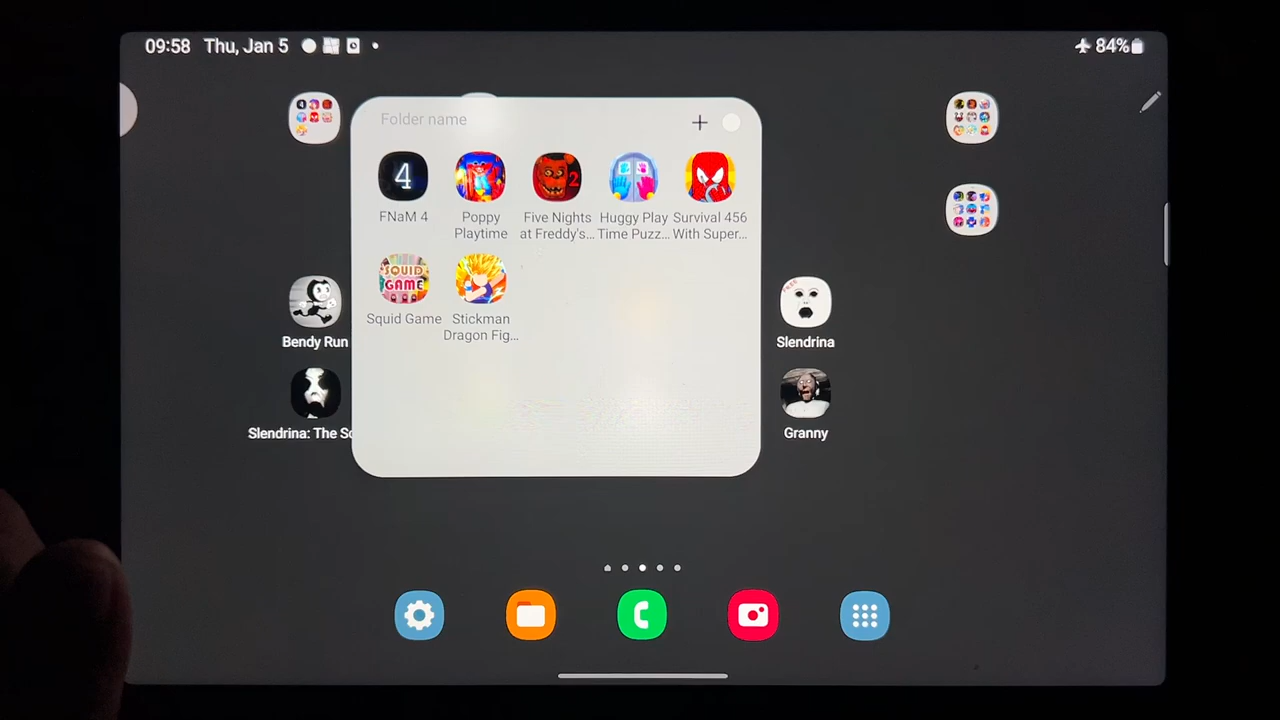 09:58 Thu, Jan 5
84%
Folder name
4
2
FNaM 4
Poppy
Playtime
Five Nights
at Freddy's...
Huggy Play
Time Puzz...
Survival 456
With Super...
SQUID
GAME
Squid Game
Stickman
Dragon Fig...
Bendy Run
Slendrina
Slendrina: The Sc
Granny